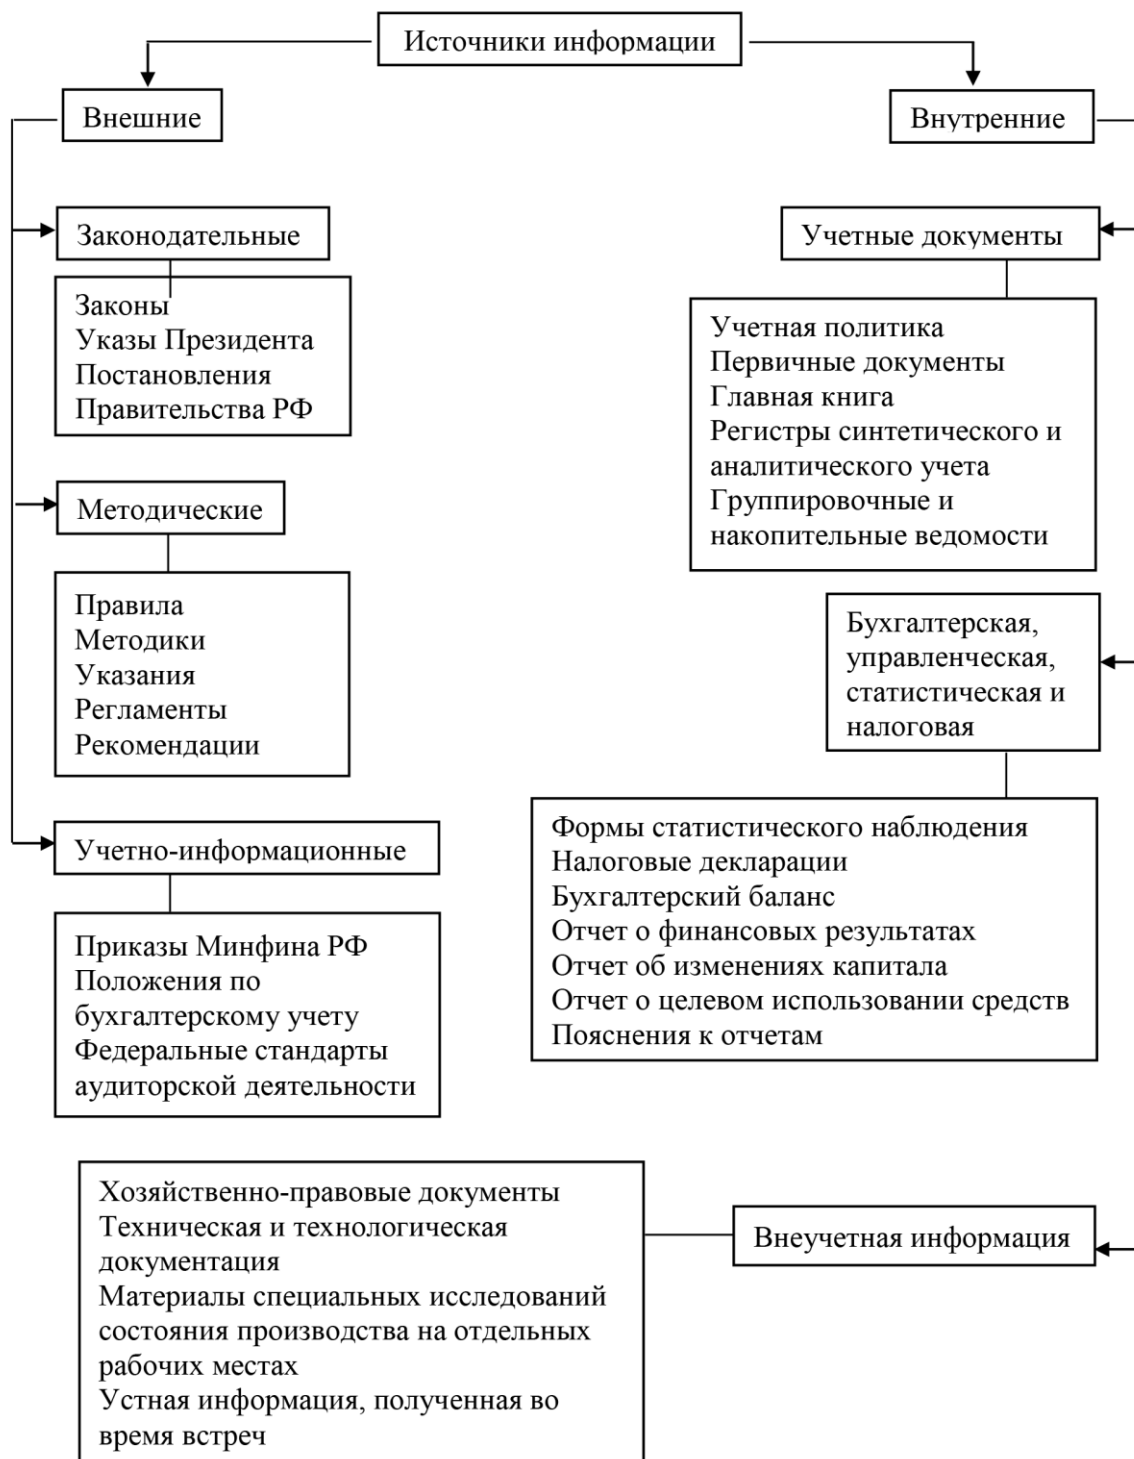 Источники информации
Внешние
Внутренние
Законодательные
Законы
Указы Президента
Постановления
Правительства РФ
Методические
Правила
Методики
Указания
Регламенты
Рекомендации
Учетно-информационные
Приказы Минфина РФ
Положения по
бухгалтерскому учету
Федеральные стандарты
аудиторской деятельности
Учетные документы
Учетная политика
Первичные документы
Главная книга
Регистры синтетического и
аналитического учета
Группировочные и
накопительные ведомости
Бухгалтерская,
управленческая,
статистическая и
налоговая
Формы статистического наблюдения
Налоговые декларации
Бухгалтерский баланс
Отчет о финансовых результатах
Отчет об изменениях капитала
Отчет о целевом использовании средств
Пояснения к отчетам
Внеучетная информация
Хозяйственно-правовые документы
Техническая и технологическая
документация
Материалы специальных исследований
состояния производства на отдельных
рабочих местах
Устная информация, полученная во
время встреч